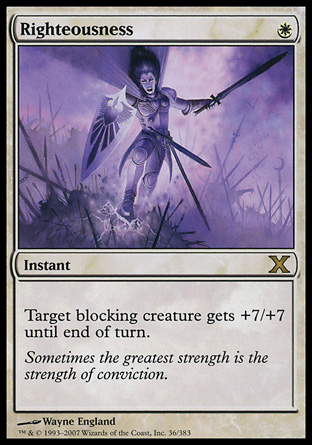 Righteousness
Instant
X
Target blocking creature gets +7/+7
until end of turn.
Sometimes the greatest strength is the
strength of conviction.
Wayne England
™ & © 1993–2007 Wizards of the Coast, Inc. 36/383